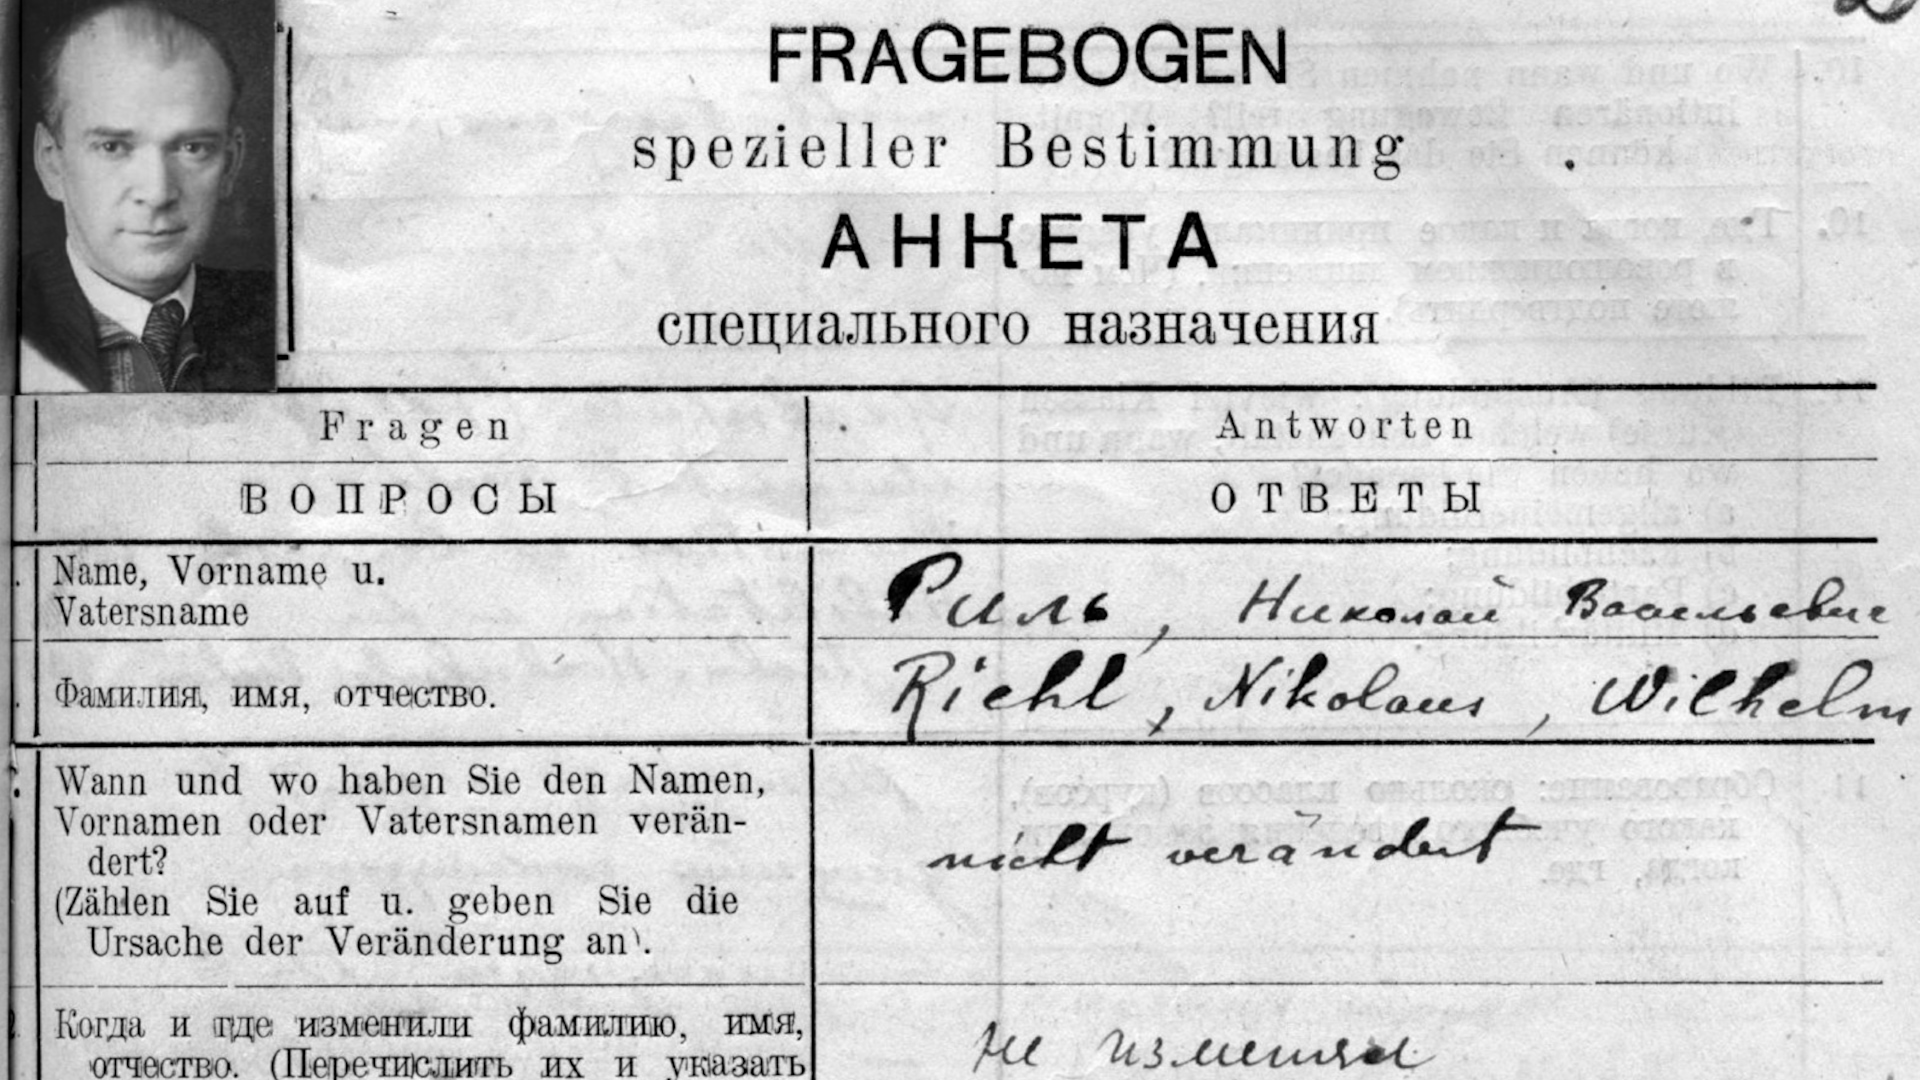 FRAGEBOGEN
spezieller Bestimmung
АНКЕТА
специального назначения
Fragen
Antworten
ВОПРОСЫ
ОТВЕТЫ
Name, Vorname u.
Vatersname
Риль, Николай Васильевич
Фамилия, имя, отчество.
Riehl, Nikolaus, Wilhelm
Wann und wo haben Sie den Namen,
Vornamen oder Vatersnamen verän-
dert?
(Zählen Sie auf u. geben Sie die
Ursache der Veränderung an).
nicht verändert
Когда и где изменили фамилию, имя,
отчество. (Перечислить их и указать
не изменял